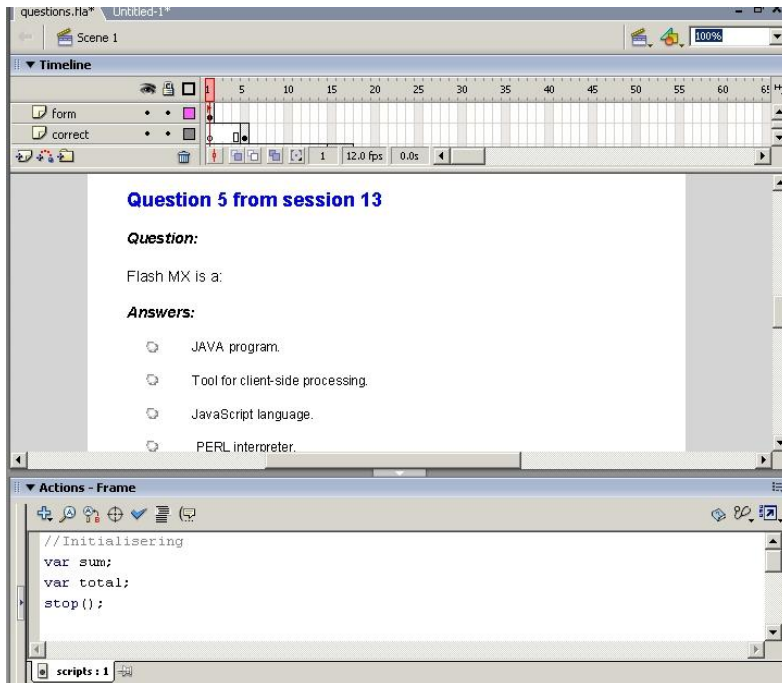 questions.fla* Untitled-1*
Scene 1 100%
Timeline
1 5 10 15 20 25 30 35 40 45 50 55 60 65
form
correct
1 12.0 fps 0.0s
Question 5 from session 13
Question:
Flash MX is a:
Answers:
JAVA program.
Tool for client-side processing.
JavaScript language.
PERL interpreter.
Actions - Frame
//Initialisering
var sum;
var total;
stop();
scripts : 1